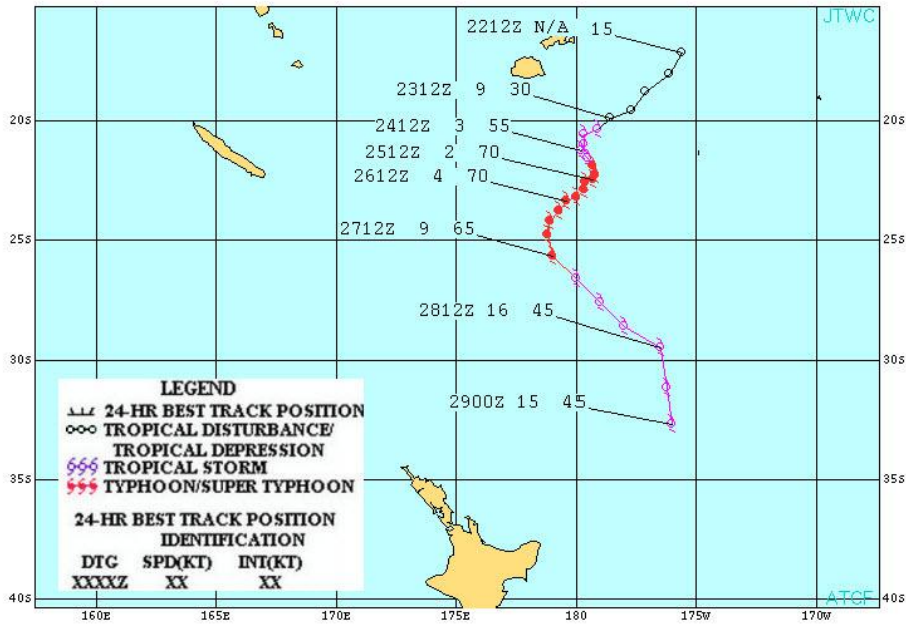 JTWC
2212Z N/A 15
2312Z 9 30
20S
20S
2412Z 3 55
2512Z 2 70
2612Z 4 70
2712Z 9 65
25S
25S
2812Z 16 45
30S
30S
LEGEND
24-HR BEST TRACK POSITION
2900Z 15 45
TROPICAL DISTURBANCE/
TROPICAL DEPRESSION
TROPICAL STORM
35S
35S
TYPHOON/SUPER TYPHOON
24-HR BEST TRACK POSITION
IDENTIFICATION
DTG SPD(KT) INT(KT)
XXXXZ XX XX
40S
40S
ATCF
160E 165E 170E 175E 180 175W 170W